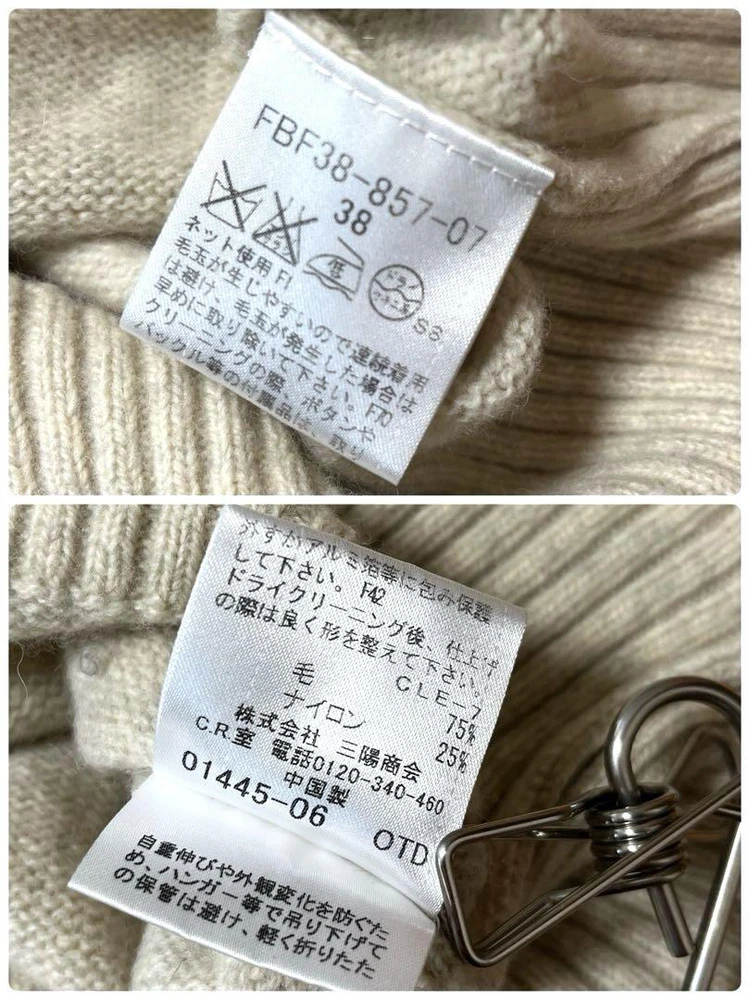 FBF38-857-07
38
ネット使用 F1
毛玉が生じやすいので連続着用
は避け、毛玉が発生した場合は
早めに取り除いて下さい。 F70
クリーニングの際、ボタンや
バックル等の付属品は、取り
外すかアルミ箔等に包み保護
して下さい。 F42
ドライクリーニング後、仕上げ
の際は良く形を整えて下さい。
CLE-7
毛 75%
ナイロン 25%
株式会社 三陽商会
C.R.室 電話0120-340-460
中国製
01445-06 OTD
自重伸びや外観変化を防ぐた
め、ハンガー等で吊り下げて
の保管は避け、軽く折りたた